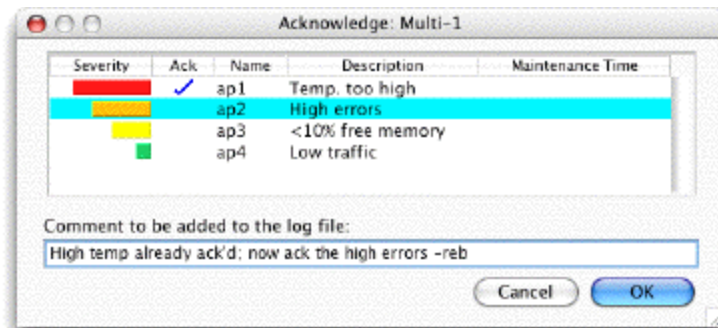 Acknowledge: Multi-1
Severity Ack Name Description Maintenance Time
ap1 Temp. too high
ap2 High errors
ap3 <10% free memory
ap4 Low traffic
Comment to be added to the log file:
High temp already ack'd; now ack the high errors -reb
Cancel OK